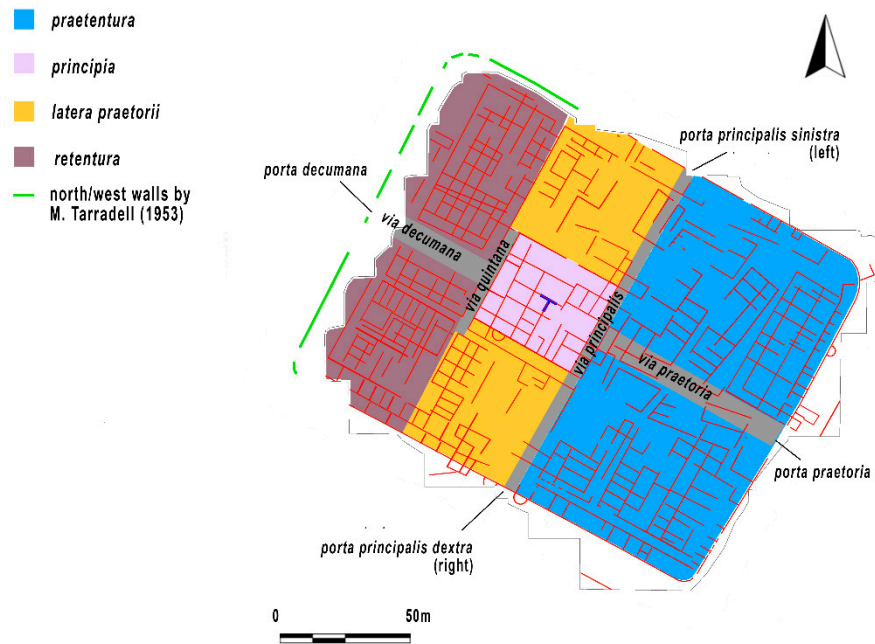 praetentura
principia
latera praetorii
retentura
north/west walls by
M. Tarradell (1953)
porta principalis sinistra
(left)
porta decumana
via decumana
via quintana
via principalis
via praetoria
porta praetoria
porta principalis dextra
(right)
0 50m